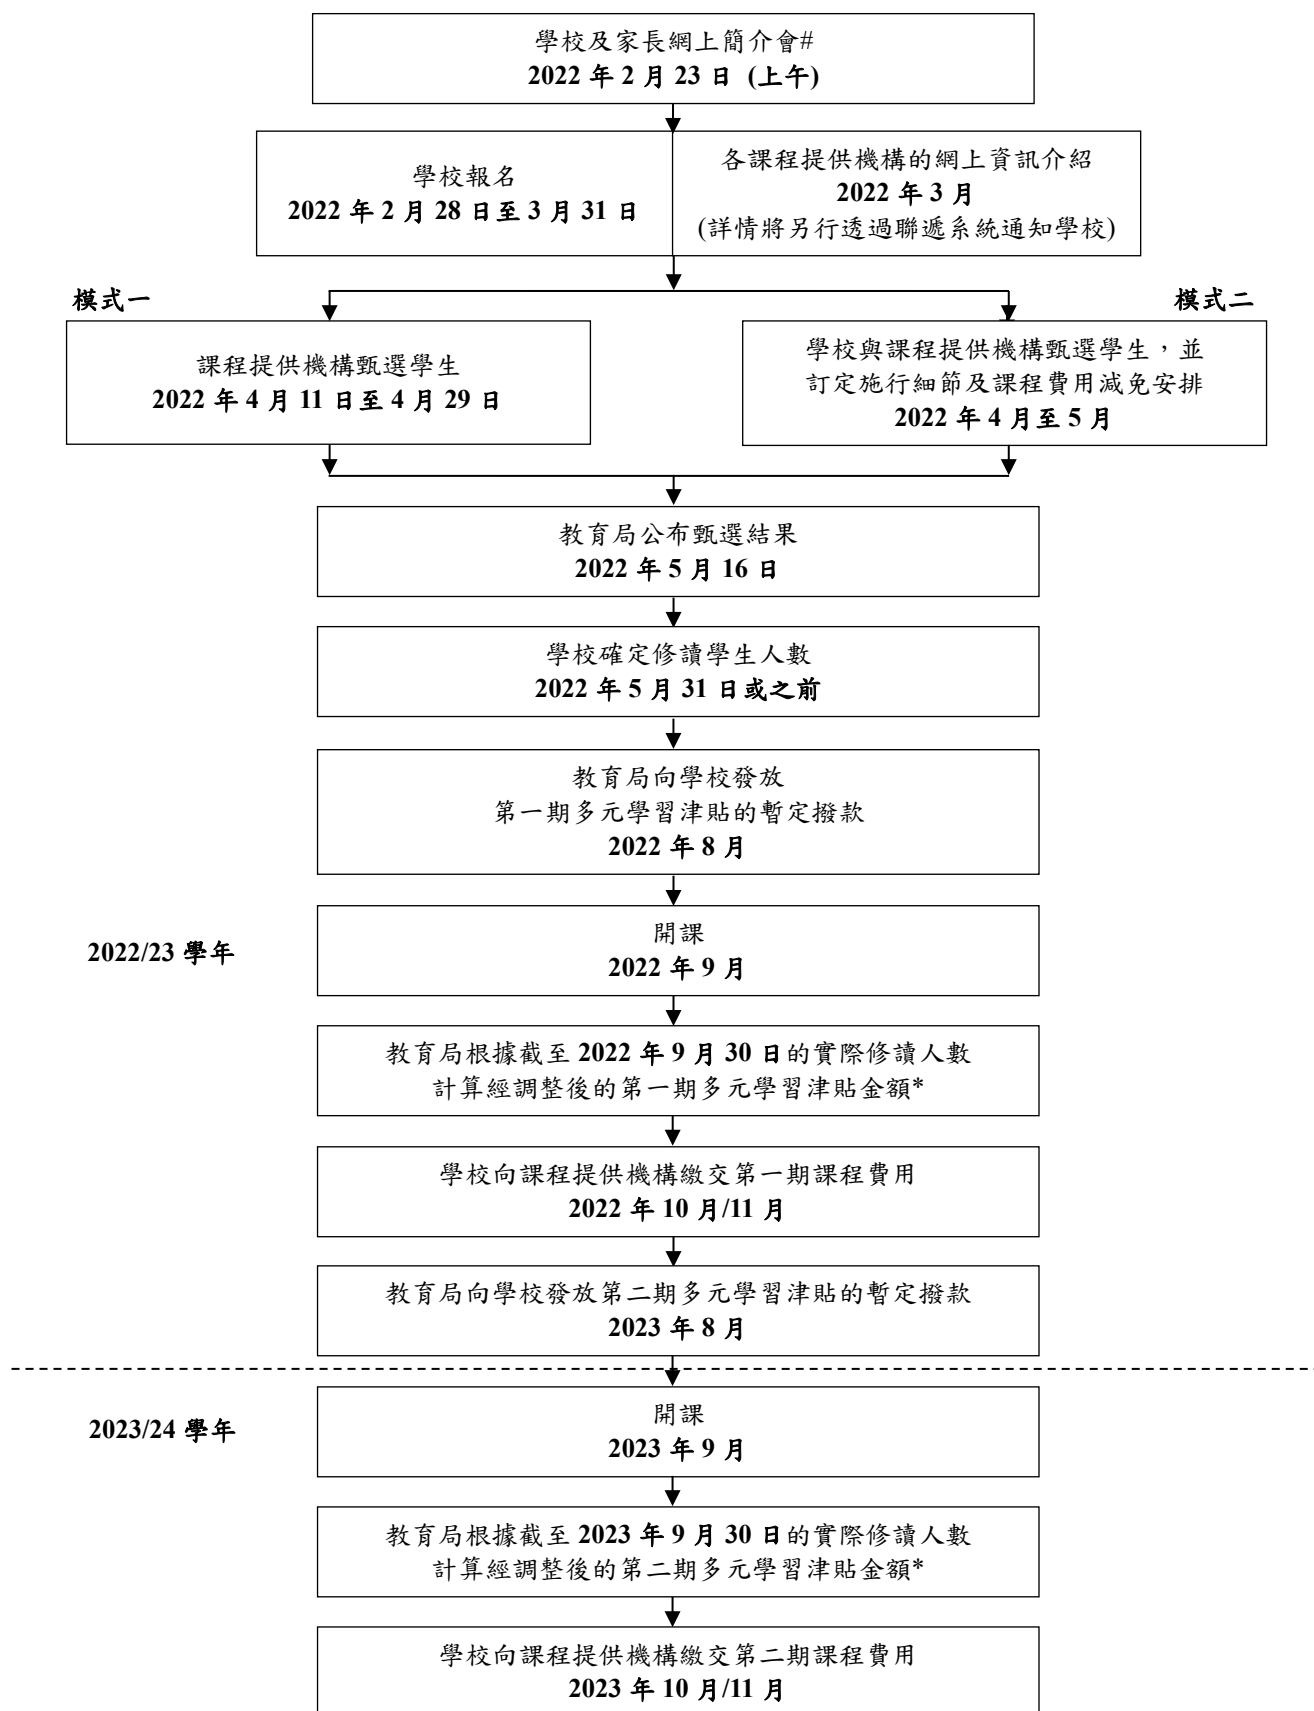 學校及家長網上簡介會#
2022 年 2 月 23 日 (上午)
學校報名
2022 年 2 月 28 日至 3 月 31 日
各課程提供機構的網上資訊介紹
2022 年 3 月
(詳情將另行透過聯遞系統通知學校)
模式一
模式二
課程提供機構甄選學生
2022 年 4 月 11 日至 4 月 29 日
學校與課程提供機構甄選學生，並
訂定施行細節及課程費用減免安排
2022 年 4 月至 5 月
教育局公布甄選結果
2022 年 5 月 16 日
學校確定修讀學生人數
2022 年 5 月 31 日或之前
教育局向學校發放
第一期多元學習津貼的暫定撥款
2022 年 8 月
2022/23 學年
開課
2022 年 9 月
教育局根據截至 2022 年 9 月 30 日的實際修讀人數
計算經調整後的第一期多元學習津貼金額*
學校向課程提供機構繳交第一期課程費用
2022 年 10 月/11 月
教育局向學校發放第二期多元學習津貼的暫定撥款
2023 年 8 月
2023/24 學年
開課
2023 年 9 月
教育局根據截至 2023 年 9 月 30 日的實際修讀人數
計算經調整後的第二期多元學習津貼金額*
學校向課程提供機構繳交第二期課程費用
2023 年 10 月/11 月